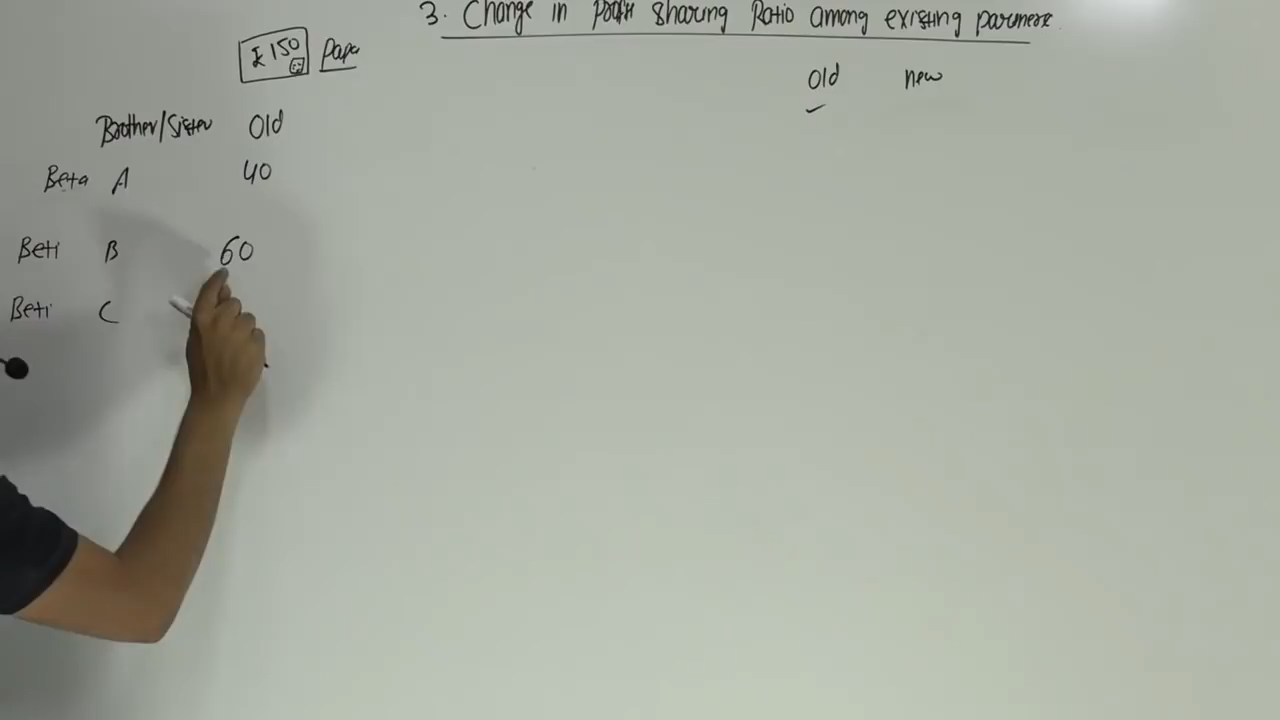 3. Change in Profit Sharing Ratio among existing partners.
₹150 Papa
Old new
Brother/Sister Old
Beta A 40
Beti B 60
Beti C